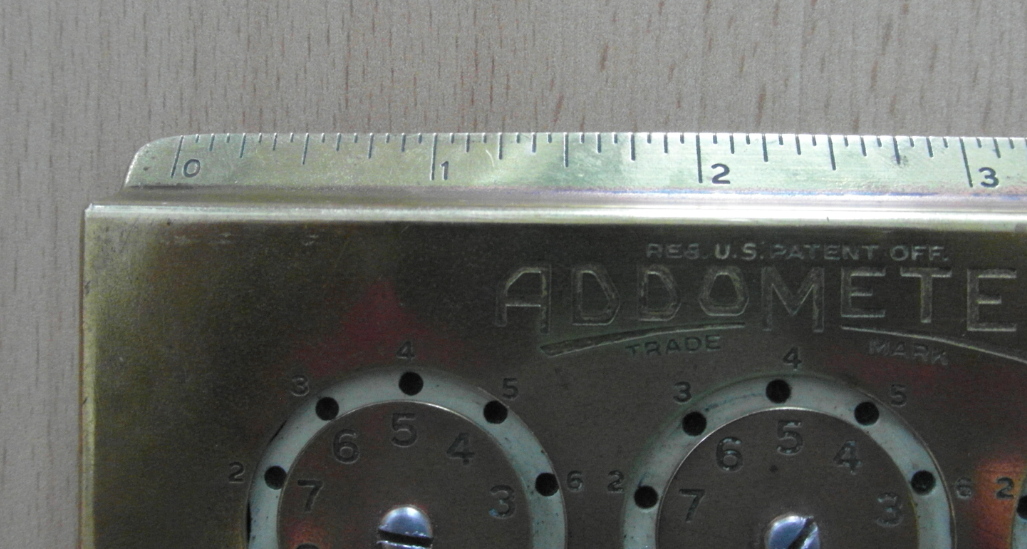 0 1 2 3
REG. U.S. PATENT OFF.
ADDOMETE
TRADE MARK
4 4
3 5 3 5
6 5 4 6 5 4
2 6 2 6 2
7 3 7 3